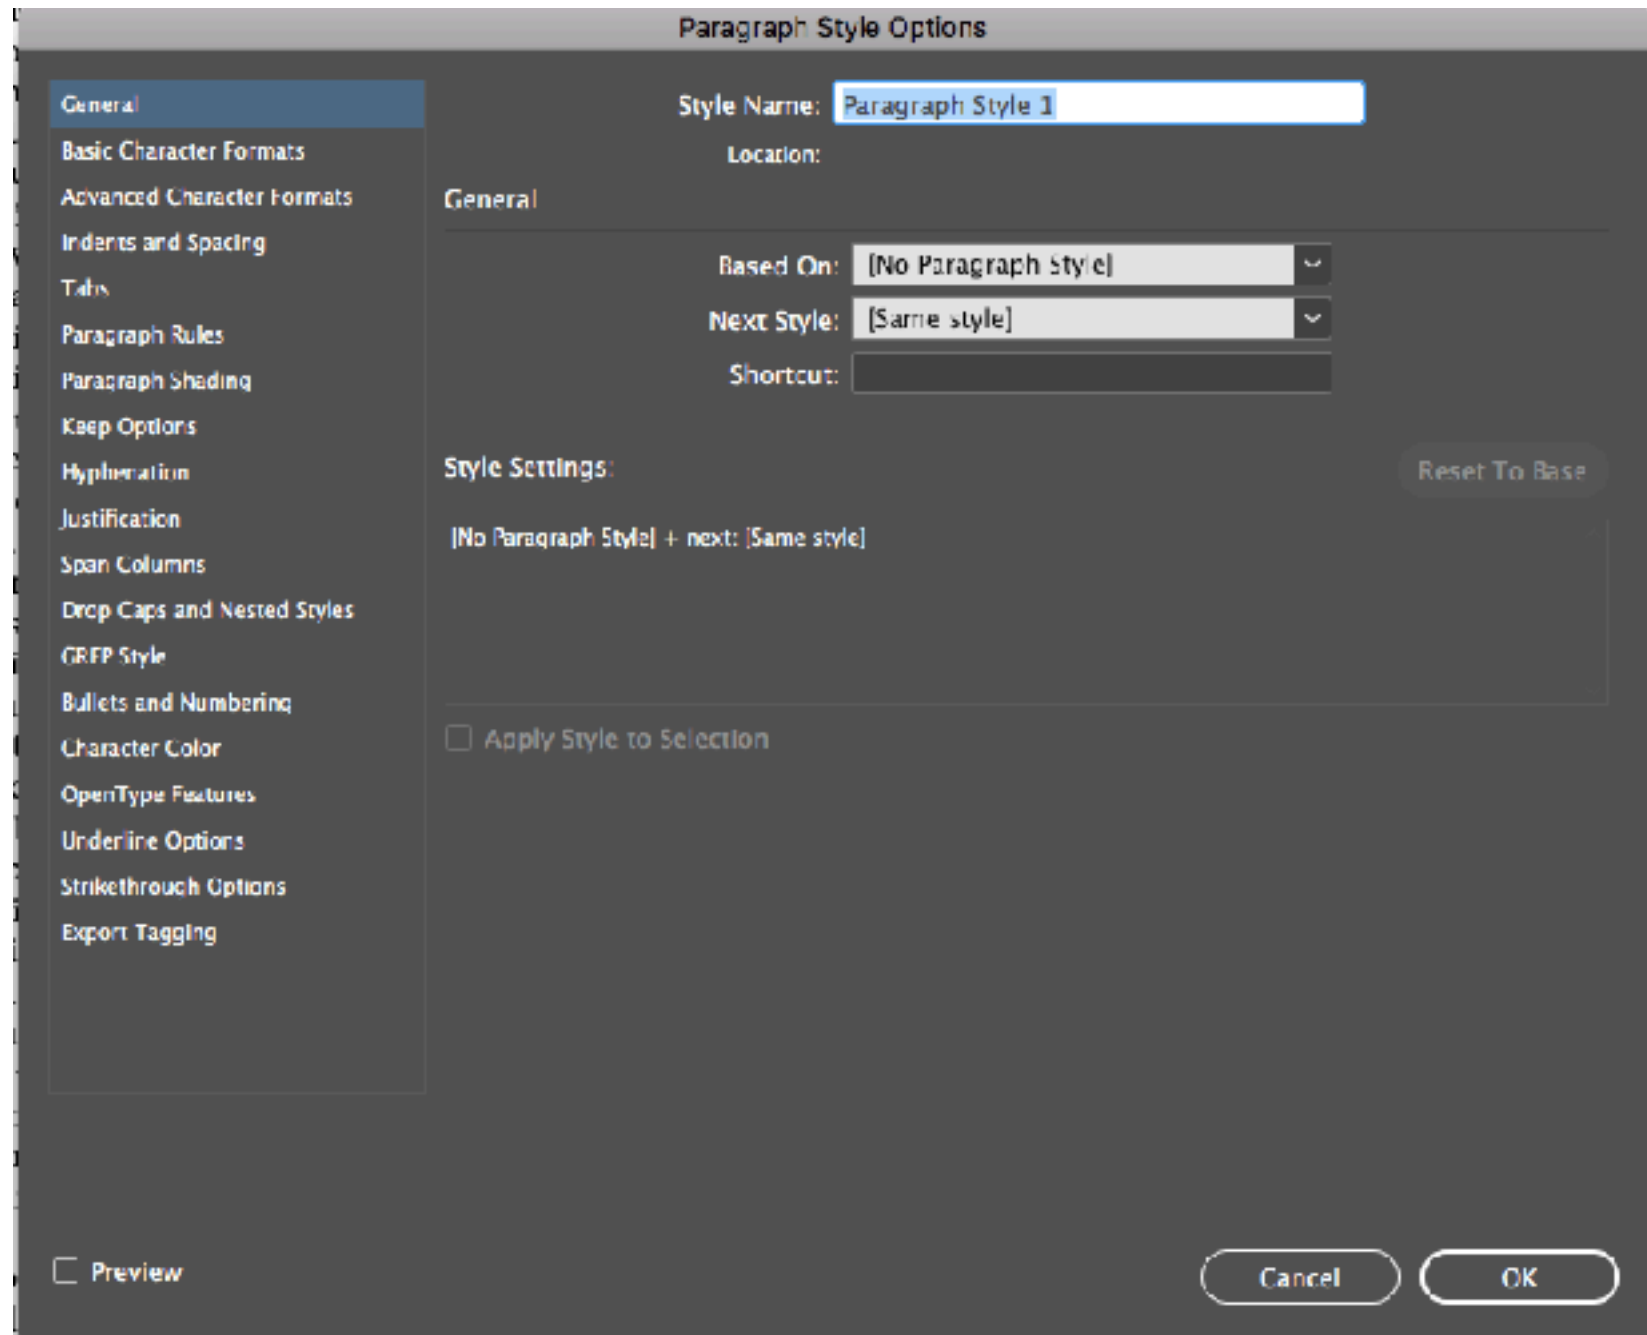 Paragraph Style Options
General
Basic Character Formats
Advanced Character Formats
Indents and Spacing
Tabs
Paragraph Rules
Paragraph Shading
Keep Options
Hyphenation
Justification
Span Columns
Drop Caps and Nested Styles
GREP Style
Bullets and Numbering
Character Color
OpenType Features
Underline Options
Strikethrough Options
Export Tagging
Style Name: Paragraph Style 1
Location:
General
Based On: [No Paragraph Style]
Next Style: [Same style]
Shortcut:
Style Settings:
Reset To Base
[No Paragraph Style] + next: [Same style]
Apply Style to Selection
Preview
Cancel
OK